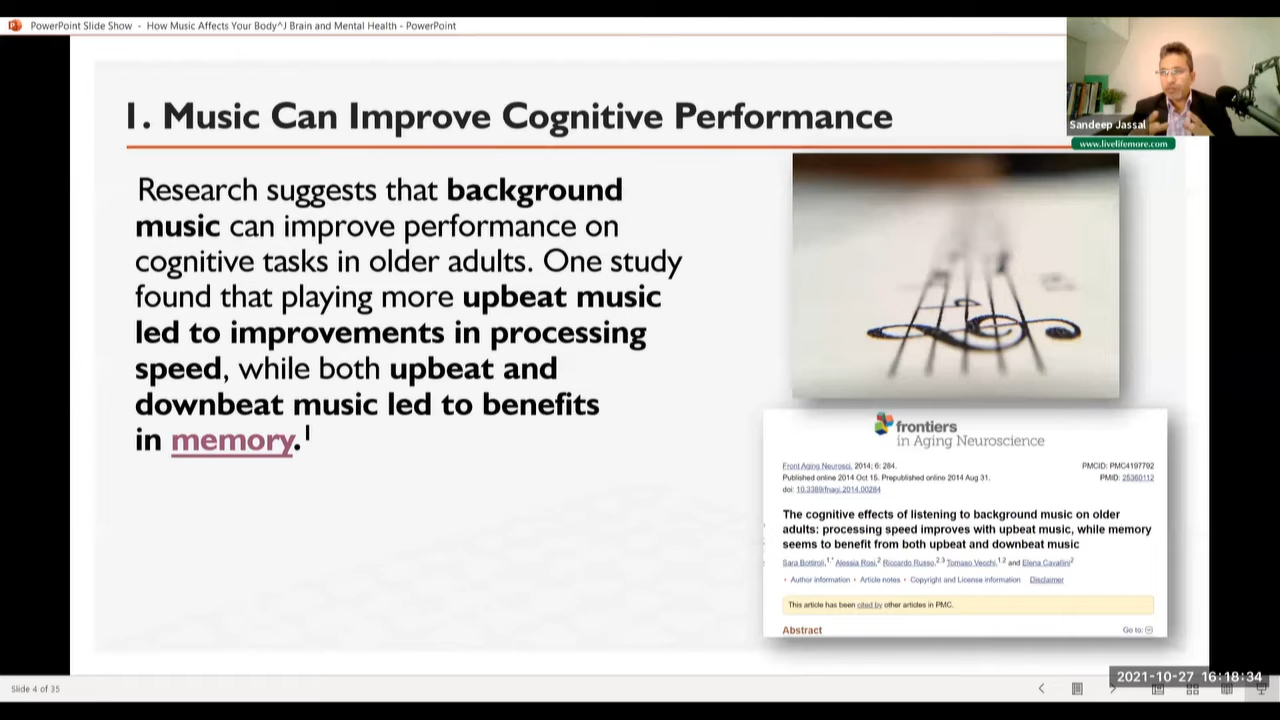 PowerPoint Slide Show - How Music Affects Your Body^J Brain and Mental Health - PowerPoint
Sandeep Jassal
www.livelifemore.com
1. Music Can Improve Cognitive Performance
Research suggests that background
music can improve performance on
cognitive tasks in older adults. One study
found that playing more upbeat music
led to improvements in processing
speed, while both upbeat and
downbeat music led to benefits
in memory.1
frontiers
in Aging Neuroscience
Front Aging Neurosci. 2014; 6: 284.
PMCID: PMC4197792
Published online 2014 Oct 15. Prepublished online 2014 Aug 31.
PMID: 25360112
doi: 10.3389/fnagi.2014.00284
The cognitive effects of listening to background music on older
adults: processing speed improves with upbeat music, while memory
seems to benefit from both upbeat and downbeat music
Sara Bottiroli,1,* Alessia Rosi,2 Riccardo Russo,2,3 Tomaso Vecchi,1,2 and Elena Cavallini2
• Author information • Article notes • Copyright and License information Disclaimer
This article has been cited by other articles in PMC.
Abstract
Go to:
Slide 4 of 35
2021-10-27 16:18:34